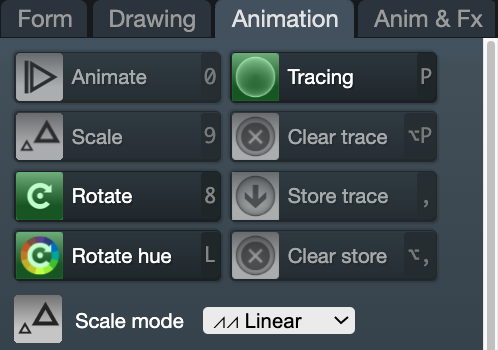 Form Drawing Animation Anim & Fx
Animate 0 Tracing P
Scale 9 Clear trace ⌥P
Rotate 8 Store trace ,
Rotate hue L Clear store ⌥,
Scale mode Linear